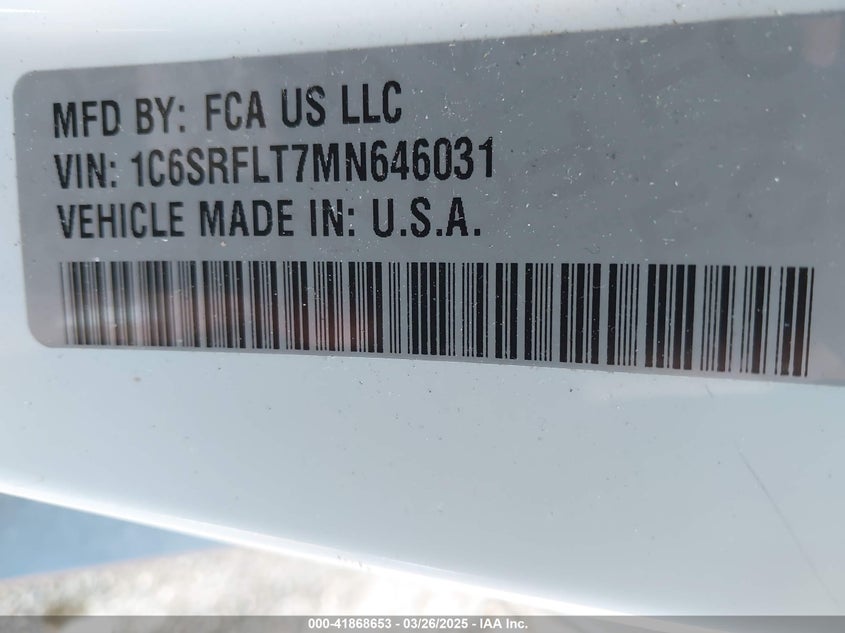 MFD BY: FCA US LLC
VIN: 1C6SRFLT7MN646031
VEHICLE MADE IN: U.S.A.
000-41868653 - 03/26/2025 - IAA Inc.